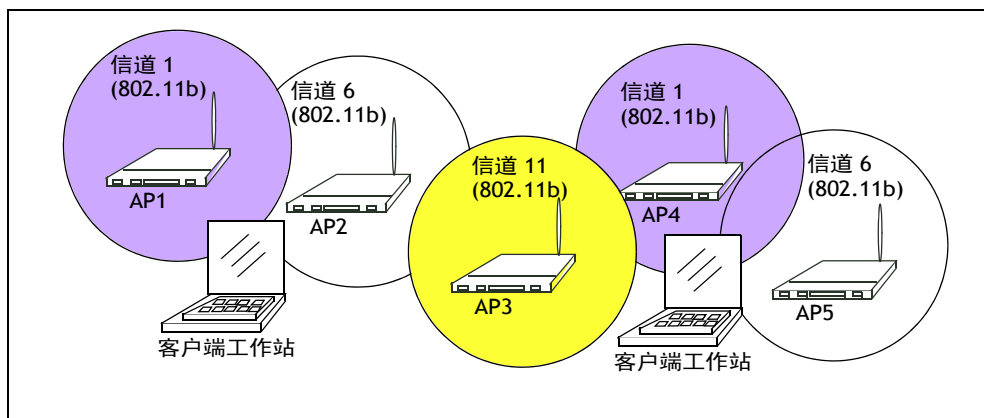 信道 1
(802.11b)
AP1
信道 6
(802.11b)
AP2
信道 11
(802.11b)
AP3
信道 1
(802.11b)
AP4
信道 6
(802.11b)
AP5
客户端工作站
客户端工作站